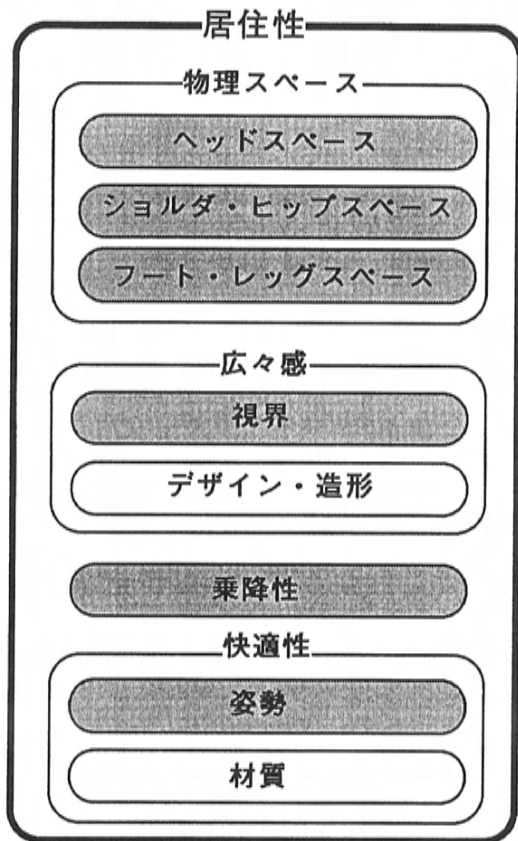 居住性
物理スペース
ヘッドスペース
ショルダ・ヒップスペース
フート・レッグスペース
広々感
視界
デザイン・造形
乗降性
快適性
姿勢
材質